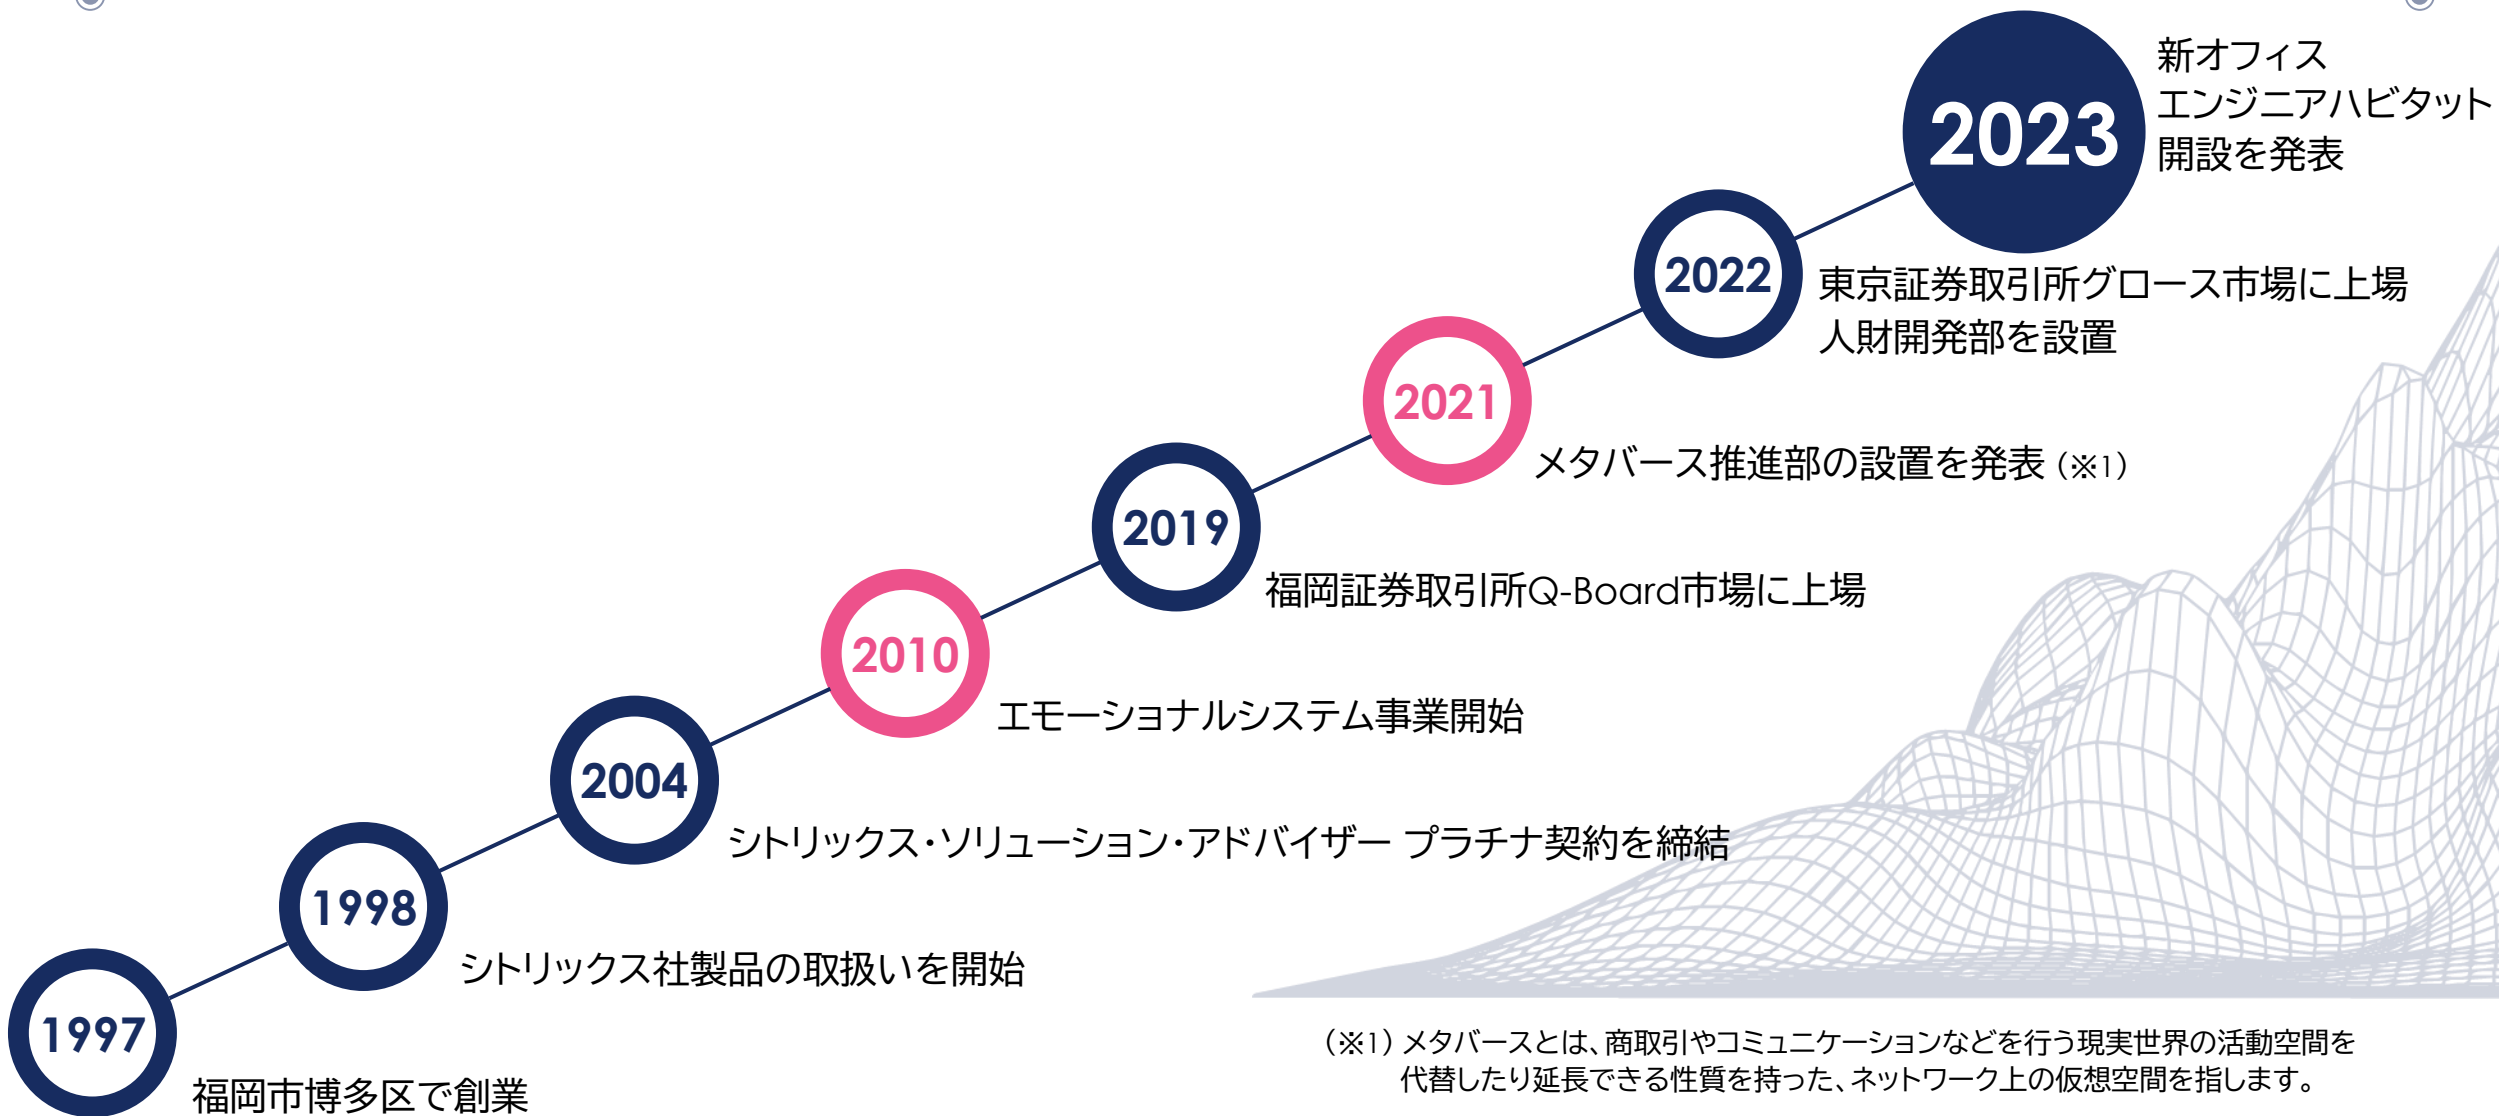 2023
新オフィス
エンジニアハビタット
開設を発表
2022
東京証券取引所グロース市場に上場
人財開発部を設置
2021
メタバース推進部の設置を発表（※1）
2019
福岡証券取引所Q-Board市場に上場
2010
エモーショナルシステム事業開始
2004
シトリックス・ソリューション・アドバイザー プラチナ契約を締結
1998
シトリックス社製品の取扱いを開始
1997
福岡市博多区で創業
（※1）メタバースとは、商取引やコミュニケーションなどを行う現実世界の活動空間を
代替したり延長できる性質を持った、ネットワーク上の仮想空間を指します。